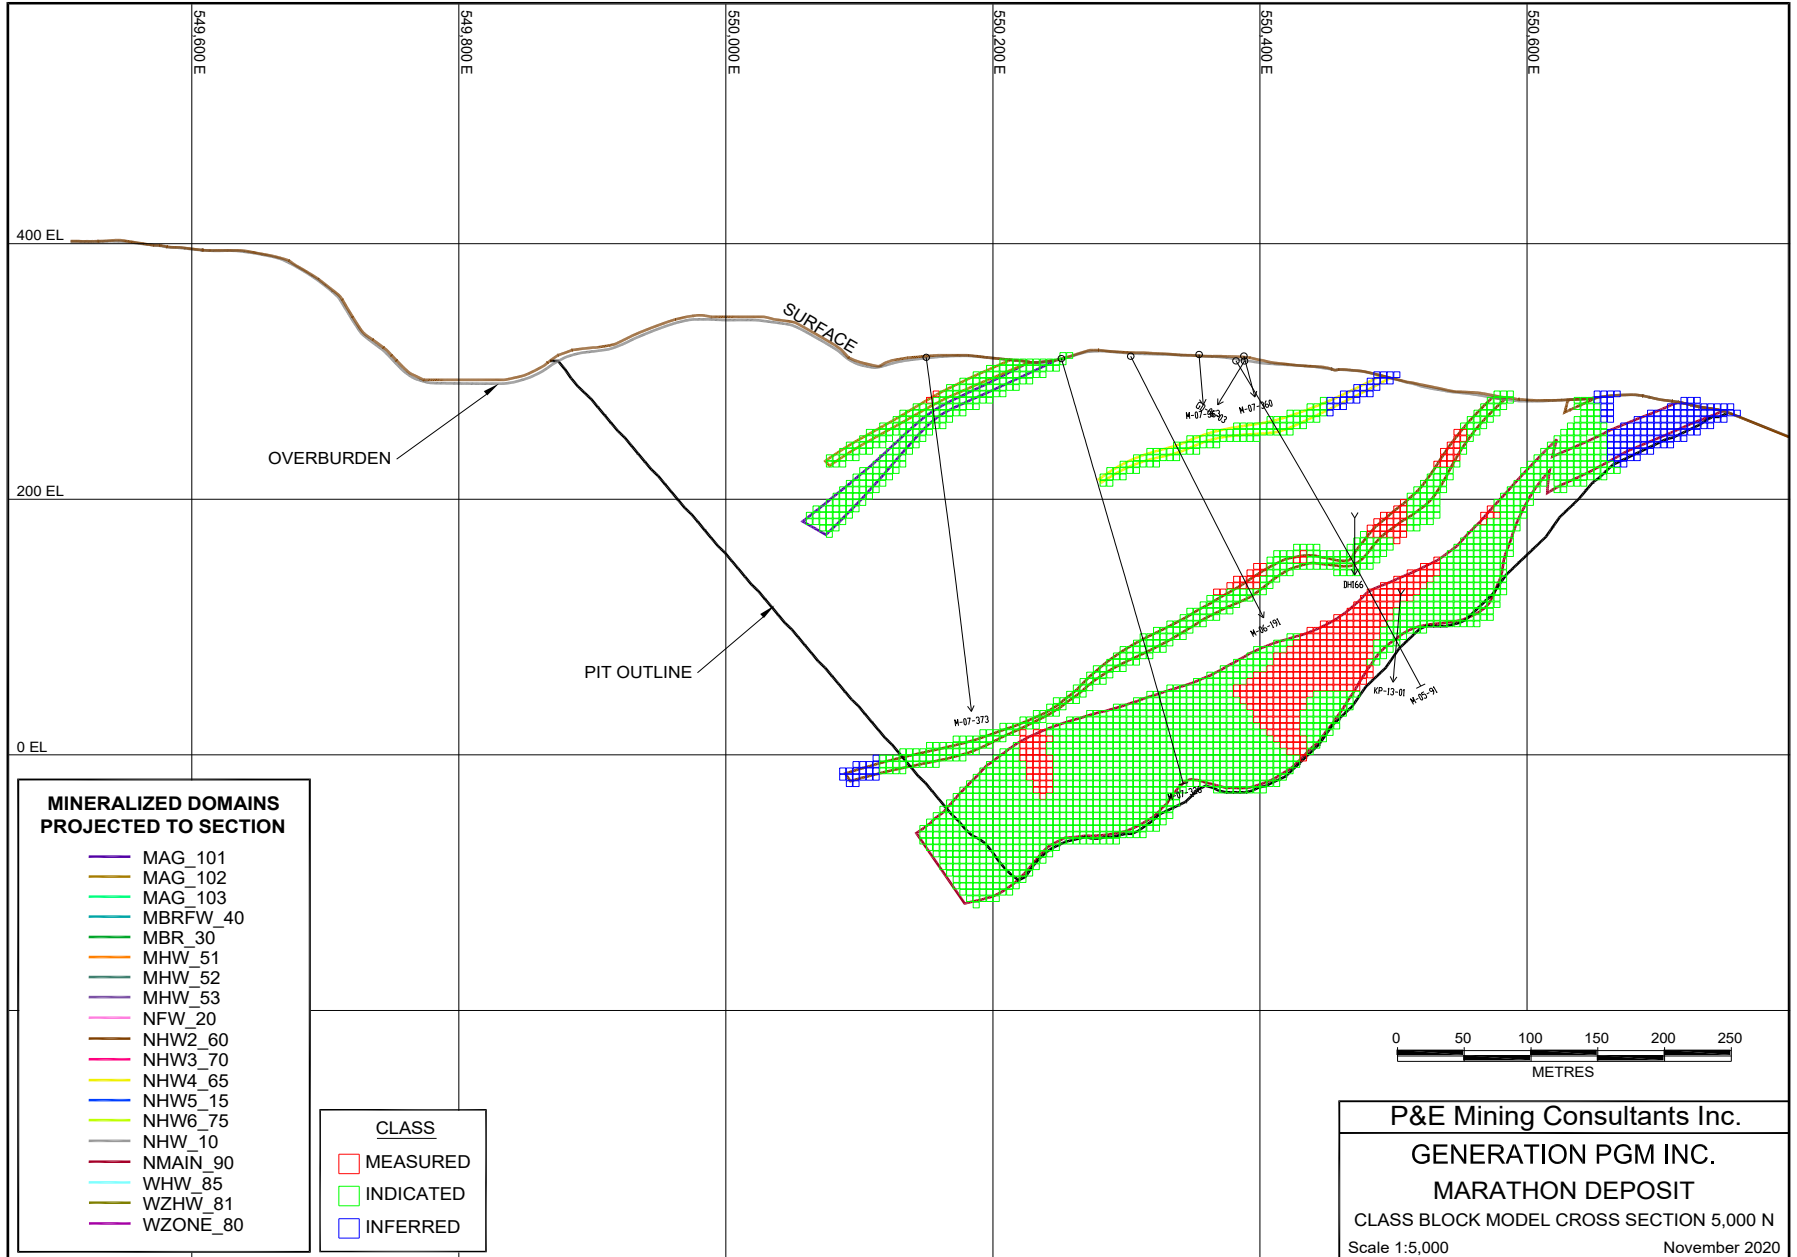 549,600 E
549,800 E
550,000 E
550,200 E
550,400 E
550,600 E
400 EL
200 EL
0 EL
SURFACE
OVERBURDEN
PIT OUTLINE
M-07-360
DH166
M-06-191
KP-13-01
M-05-91
M-07-373
MINERALIZED DOMAINS
PROJECTED TO SECTION
MAG_101
MAG_102
MAG_103
MBRFW_40
MBR_30
MHW_51
MHW_52
MHW_53
NFW_20
NHW2_60
NHW3_70
NHW4_65
NHW5_15
NHW6_75
NHW_10
NMAIN_90
WHW_85
WZHW_81
WZONE_80
CLASS
MEASURED
INDICATED
INFERRED
0 50 100 150 200 250
METRES
P&E Mining Consultants Inc.
GENERATION PGM INC.
MARATHON DEPOSIT
CLASS BLOCK MODEL CROSS SECTION 5,000 N
Scale 1:5,000 November 2020